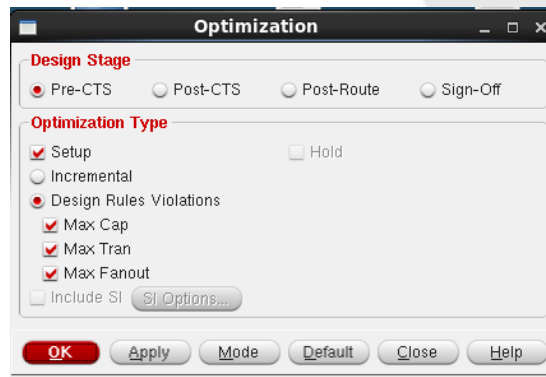 Optimization
Design Stage
Pre-CTS Post-CTS Post-Route Sign-Off
Optimization Type
Setup Hold
Incremental
Design Rules Violations
Max Cap
Max Tran
Max Fanout
Include SI SI Options...
OK Apply Mode Default Close Help